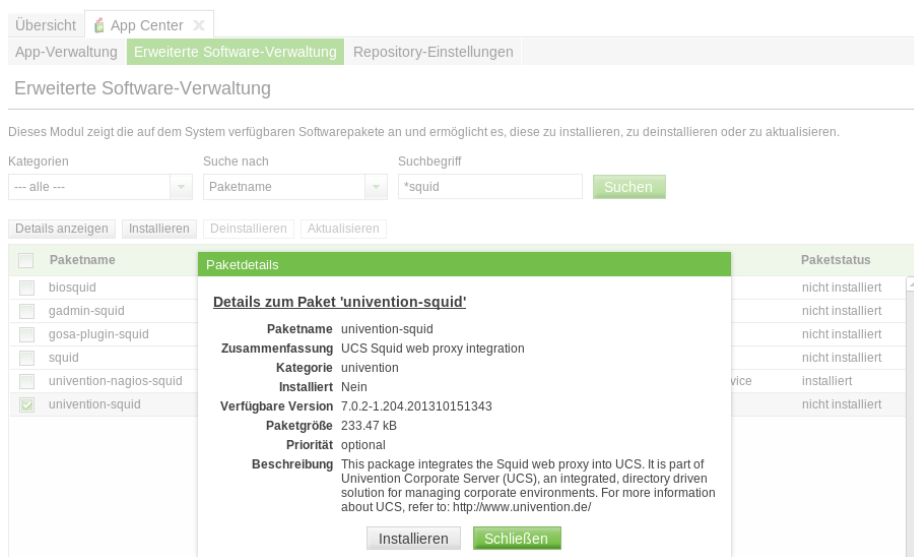 Übersicht App Center
App-Verwaltung Erweiterte Software-Verwaltung Repository-Einstellungen
Erweiterte Software-Verwaltung
Dieses Modul zeigt die auf dem System verfügbaren Softwarepakete an und ermöglicht es, diese zu installieren, zu deinstallieren oder zu aktualisieren.
Kategorien Suche nach Suchbegriff
--- alle --- Paketname *squid Suchen
Details anzeigen Installieren Deinstallieren Aktualisieren
Paketname Paketstatus
biosquid nicht installiert
gadmin-squid nicht installiert
gosa-plugin-squid nicht installiert
squid nicht installiert
univention-nagios-squid vice installiert
univention-squid nicht installiert
Paketdetails
Details zum Paket 'univention-squid'
Paketname univention-squid
Zusammenfassung UCS Squid web proxy integration
Kategorie univention
Installiert Nein
Verfügbare Version 7.0.2-1.204.201310151343
Paketgröße 233.47 kB
Priorität optional
Beschreibung This package integrates the Squid web proxy into UCS. It is part of
Univention Corporate Server (UCS), an integrated, directory driven
solution for managing corporate environments. For more information
about UCS, refer to: http://www.univention.de/
Installieren Schließen